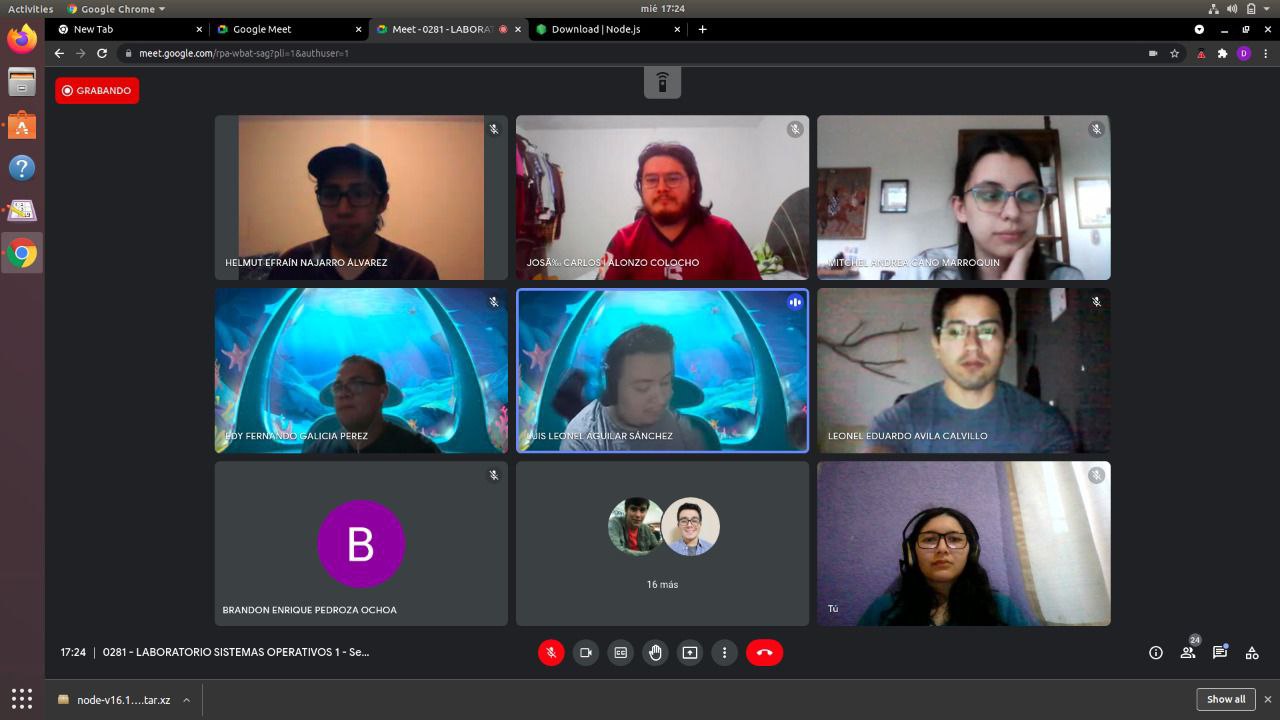 Activities Google Chrome mié 17:24
New Tab Google Meet Meet - 0281 - LABORAT Download | Node.js
meet.google.com/rpa-wbat-sag?pli=1&authuser=1
GRABANDO
HELMUT EFRAÍN NAJARRO ÁLVAREZ
JOSÃ‰ CARLOS ALONZO COLOCHO
MITCHEL ANDREA CANO MARROQUIN
EDY FERNANDO GALICIA PEREZ
LUIS LEONEL AGUILAR SÁNCHEZ
LEONEL EDUARDO AVILA CALVILLO
B
BRANDON ENRIQUE PEDROZA OCHOA
16 más
Tú
17:24 | 0281 - LABORATORIO SISTEMAS OPERATIVOS 1 - Se...
24
node-v16.1....tar.xz
Show all